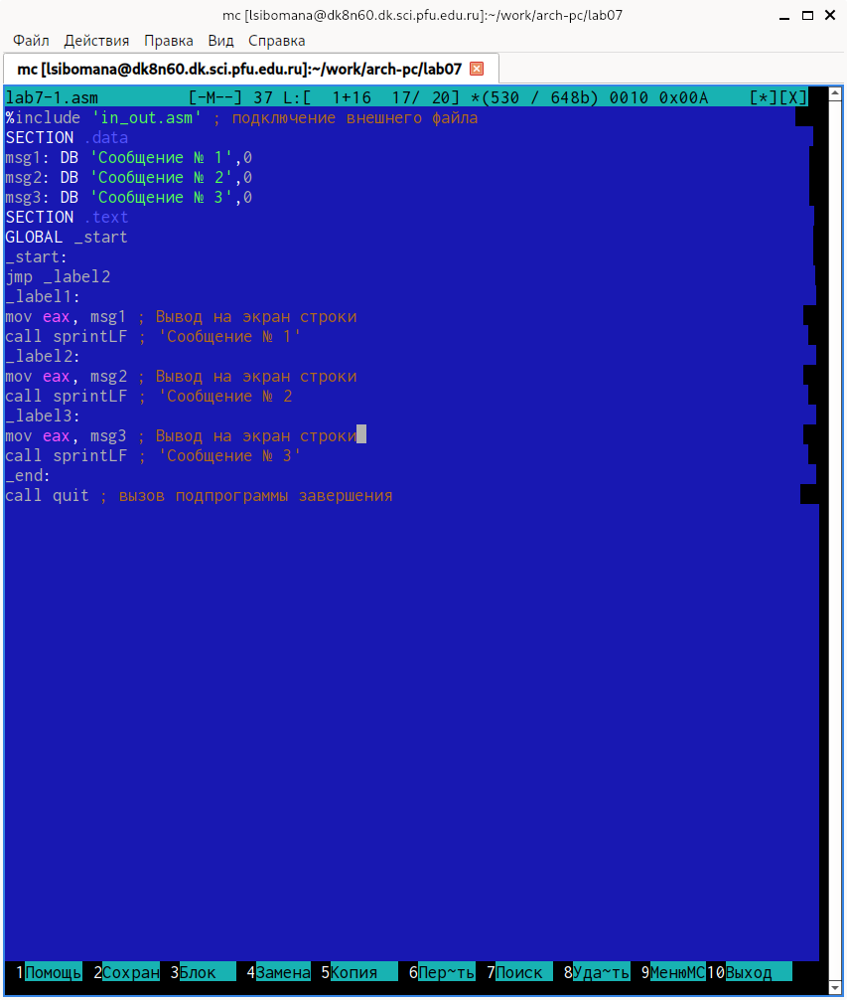 mc [lsibomana@dk8n60.dk.sci.pfu.edu.ru]:~/work/arch-pc/lab07
Файл Действия Правка Вид Справка
mc [lsibomana@dk8n60.dk.sci.pfu.edu.ru]:~/work/arch-pc/lab07
lab7-1.asm [-M--] 37 L:[ 1+16 17/ 20] *(530 / 648b) 0010 0x00A [*][X]
%include 'in_out.asm' ; подключение внешнего файла
SECTION .data
msg1: DB 'Сообщение № 1',0
msg2: DB 'Сообщение № 2',0
msg3: DB 'Сообщение № 3',0
SECTION .text
GLOBAL _start
_start:
jmp _label2
_label1:
mov eax, msg1 ; Вывод на экран строки
call sprintLF ; 'Сообщение № 1'
_label2:
mov eax, msg2 ; Вывод на экран строки
call sprintLF ; 'Сообщение № 2
_label3:
mov eax, msg3 ; Вывод на экран строки
call sprintLF ; 'Сообщение № 3'
_end:
call quit ; вызов подпрограммы завершения
1Помощь 2Сохран 3Блок 4Замена 5Копия 6Пер~ть 7Поиск 8Уда~ть 9МенюМС 10Выход